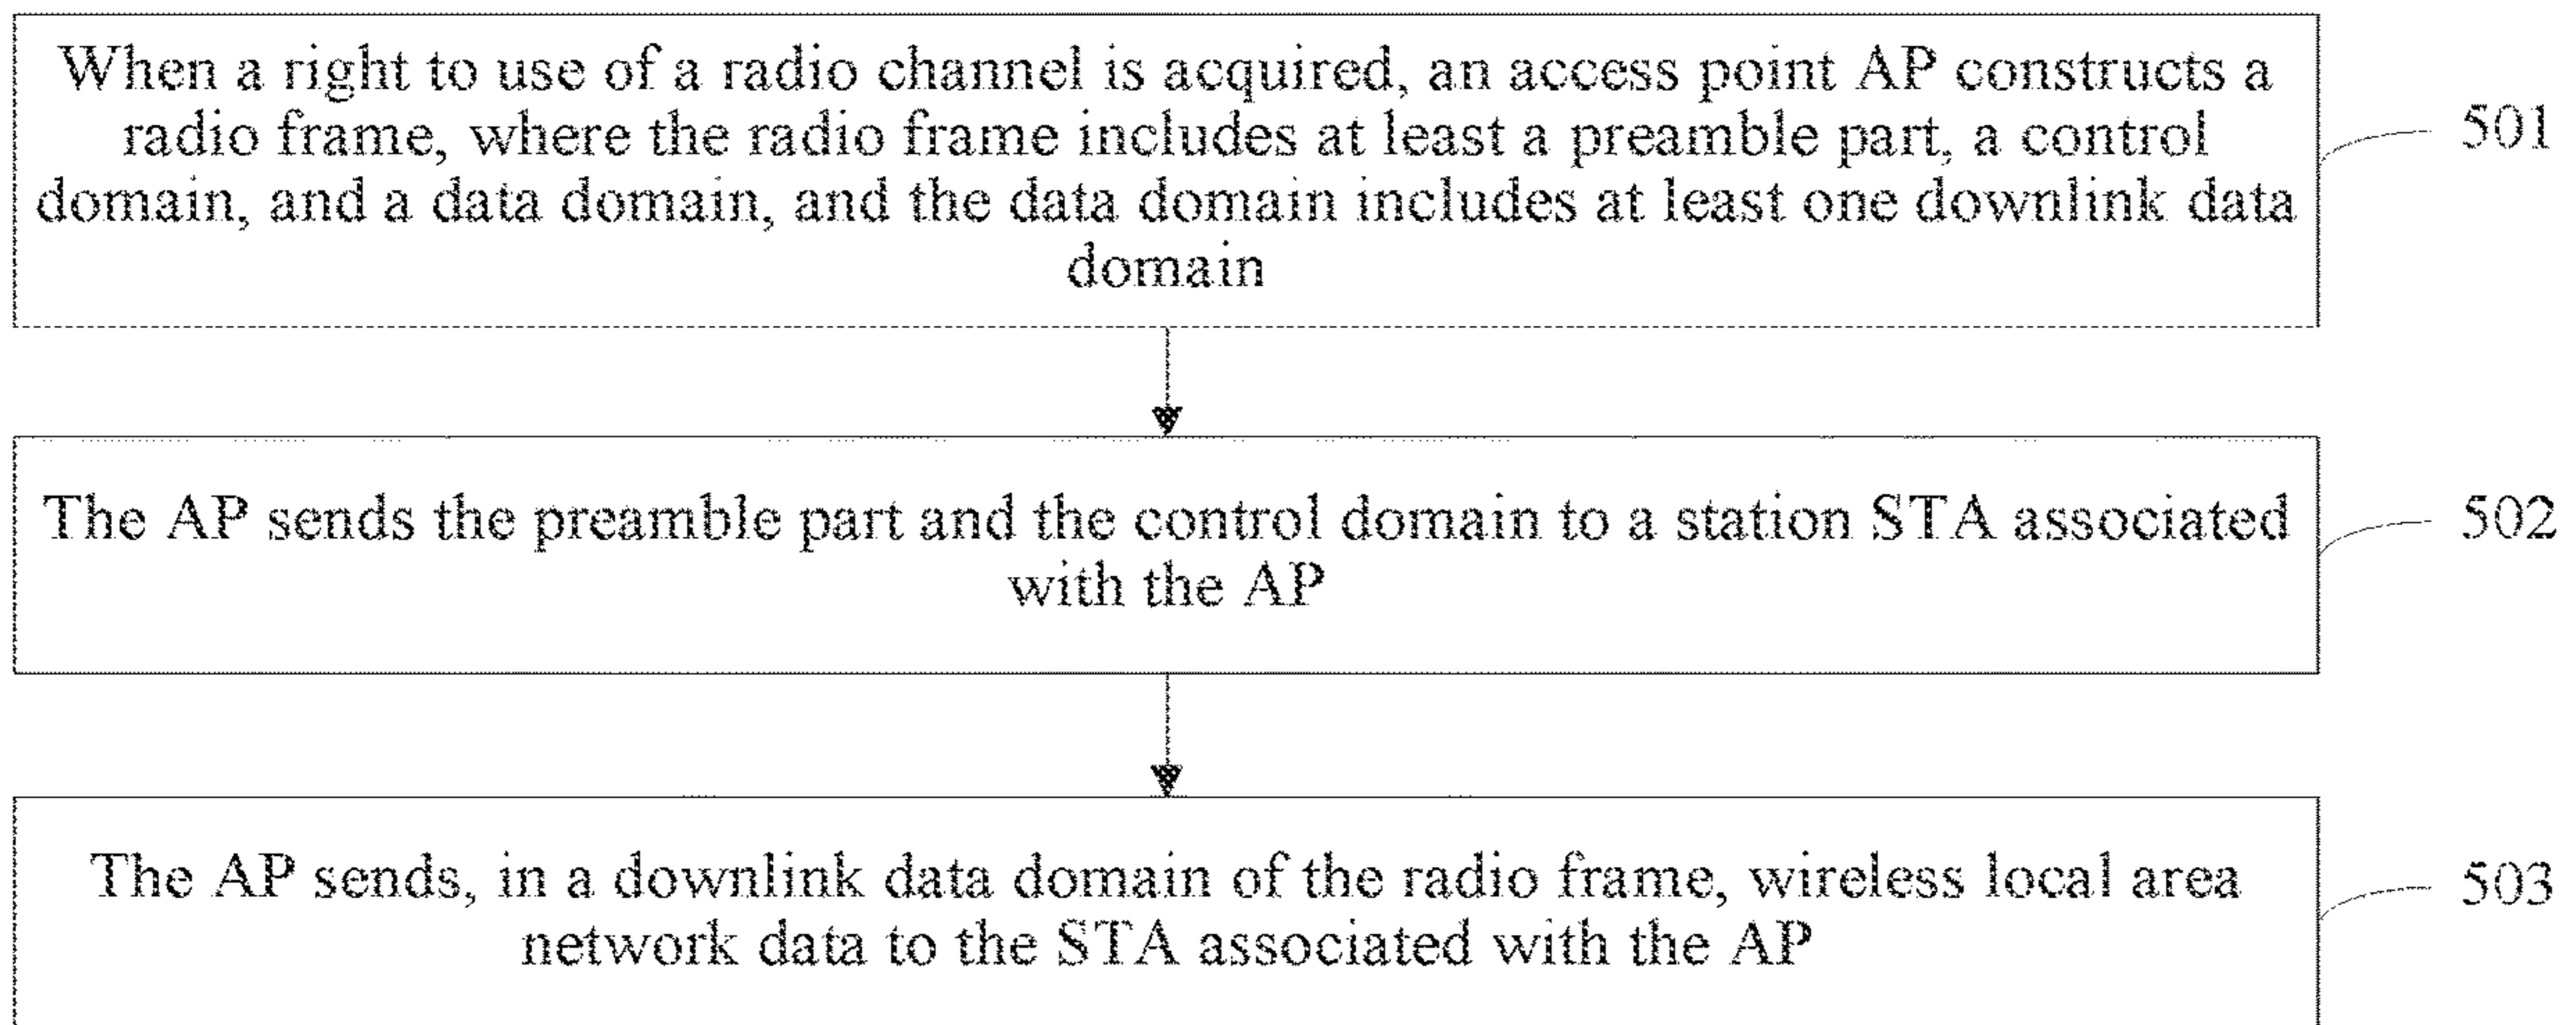 When a right to use of a radio channel is acquired, an access point AP constructs a
radio frame, where the radio frame includes at least a preamble part, a control
domain, and a data domain, and the data domain includes at least one downlink data
domain
501
The AP sends the preamble part and the control domain to a station STA associated
with the AP
502
The AP sends, in a downlink data domain of the radio frame, wireless local area
network data to the STA associated with the AP
503